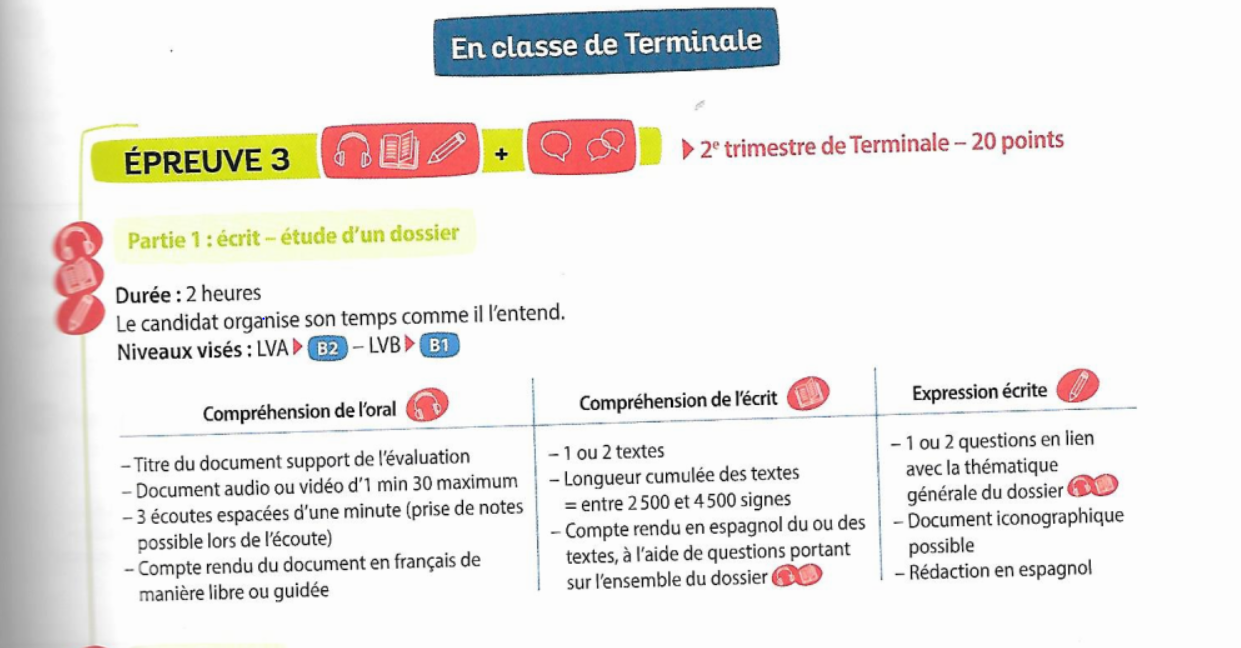 En classe de Terminale
ÉPREUVE 3 + 2e trimestre de Terminale – 20 points
Partie 1 : écrit – étude d'un dossier
Durée : 2 heures
Le candidat organise son temps comme il l'entend.
Niveaux visés : LVA B2 – LVB B1
Compréhension de l'oral
– Titre du document support de l'évaluation
– Document audio ou vidéo d'1 min 30 maximum
– 3 écoutes espacées d'une minute (prise de notes
possible lors de l'écoute)
– Compte rendu du document en français de
manière libre ou guidée
Compréhension de l'écrit
– 1 ou 2 textes
– Longueur cumulée des textes
= entre 2 500 et 4 500 signes
– Compte rendu en espagnol du ou des
textes, à l'aide de questions portant
sur l'ensemble du dossier
Expression écrite
– 1 ou 2 questions en lien
avec la thématique
générale du dossier
– Document iconographique
possible
– Rédaction en espagnol